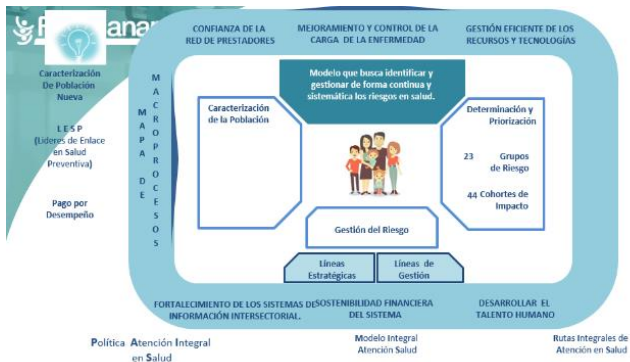 CONFIANZA DE LA
RED DE PRESTADORES
MEJORAMIENTO Y CONTROL DE LA
CARGA DE LA ENFERMEDAD
GESTIÓN EFICIENTE DE LOS
RECURSOS Y TECNOLOGÍAS
Caracterización
De Población
Nueva
L E S P
(Lideres de Enlace
en Salud
Preventiva)
Pago por
Desempeño
MAPA DE
MACROPROCESOS
Modelo que busca identificar y
gestionar de forma continua y
sistemática los riesgos en salud.
Caracterización
de la Población
Determinación y
Priorización
23 Grupos
de Riesgo
44 Cohortes de
Impacto
Gestión del Riesgo
Líneas
Estratégicas
Líneas de
Gestión
FORTALECIMIENTO DE LOS SISTEMAS DE
INFORMACIÓN INTERSECTORIAL.
SOSTENIBILIDAD FINANCIERA
DEL SISTEMA
DESARROLLAR EL
TALENTO HUMANO
Política Atención Integral
en Salud
Modelo Integral
Atención Salud
Rutas Integrales de
Atención en Salud